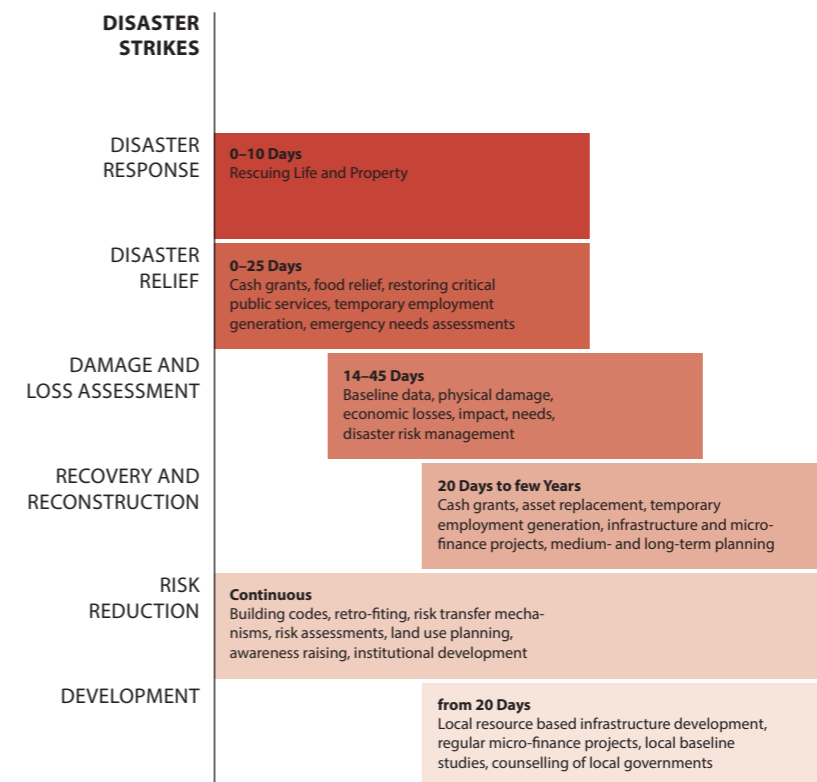 DISASTER
STRIKES
DISASTER
RESPONSE
0–10 Days
Rescuing Life and Property
DISASTER
RELIEF
0–25 Days
Cash grants, food relief, restoring critical
public services, temporary employment
generation, emergency needs assessments
DAMAGE AND
LOSS ASSESSMENT
14–45 Days
Baseline data, physical damage,
economic losses, impact, needs,
disaster risk management
RECOVERY AND
RECONSTRUCTION
20 Days to few Years
Cash grants, asset replacement, temporary
employment generation, infrastructure and micro-
finance projects, medium- and long-term planning
RISK
REDUCTION
Continuous
Building codes, retro-fiting, risk transfer mecha-
nisms, risk assessments, land use planning,
awareness raising, institutional development
DEVELOPMENT
from 20 Days
Local resource based infrastructure development,
regular micro-finance projects, local baseline
studies, counselling of local governments